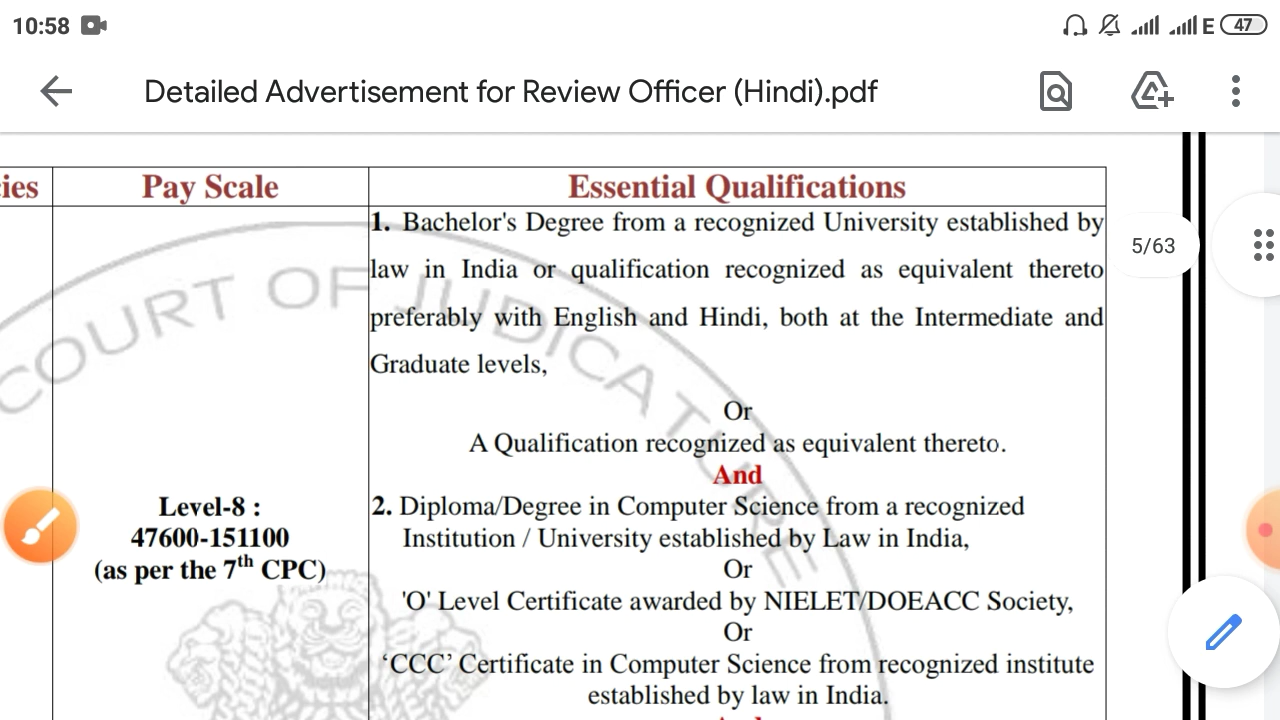 10:58
E 47
Detailed Advertisement for Review Officer (Hindi).pdf
ies
Pay Scale
Essential Qualifications
1. Bachelor's Degree from a recognized University established by
law in India or qualification recognized as equivalent thereto
preferably with English and Hindi, both at the Intermediate and
Graduate levels,
5/63
Or
A Qualification recognized as equivalent thereto.
And
2. Diploma/Degree in Computer Science from a recognized
Institution / University established by Law in India,
Or
'O' Level Certificate awarded by NIELET/DOEACC Society,
Or
‘CCC’ Certificate in Computer Science from recognized institute
established by law in India.
Level-8 :
47600-151100
(as per the 7th CPC)
COURT OF JUDICATURE